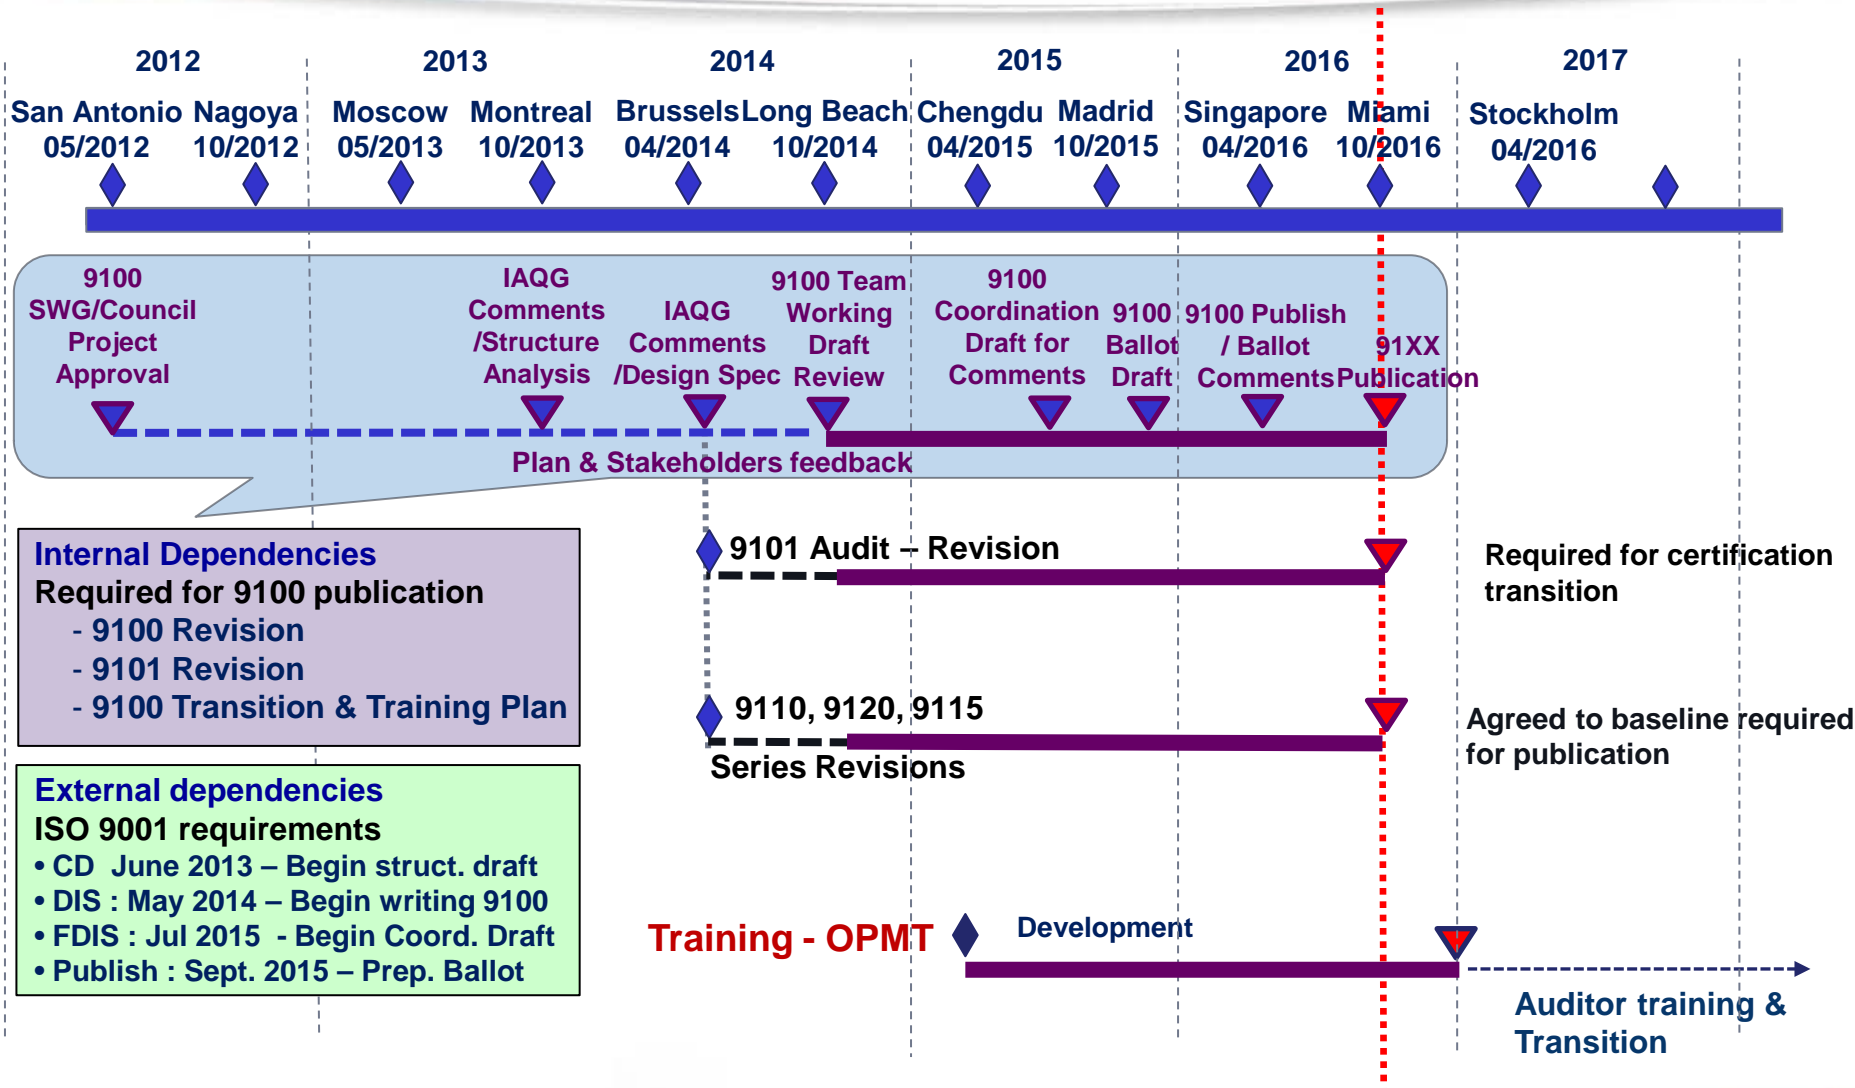 2012
2013
2014
2015
2016
2017
San Antonio
05/2012
Nagoya
10/2012
Moscow
05/2013
Montreal
10/2013
Brussels
04/2014
Long Beach
10/2014
Chengdu
04/2015
Madrid
10/2015
Singapore
04/2016
Miami
10/2016
Stockholm
04/2016
9100
SWG/Council
Project
Approval
IAQG
Comments
/Structure
Analysis
IAQG
Comments
/Design Spec
9100 Team
Working
Draft
Review
9100
Coordination
Draft for
Comments
9100
Ballot
Draft
9100 Publish
/ Ballot
Comments
91XX
Publication
Plan & Stakeholders feedback
Internal Dependencies
Required for 9100 publication
- 9100 Revision
- 9101 Revision
- 9100 Transition & Training Plan
9101 Audit – Revision
Required for certification
transition
9110, 9120, 9115
Series Revisions
Agreed to baseline required
for publication
External dependencies
ISO 9001 requirements
• CD  June 2013 – Begin struct. draft
• DIS : May 2014 – Begin writing 9100
• FDIS : Jul 2015  - Begin Coord. Draft
• Publish : Sept. 2015 – Prep. Ballot
Training - OPMT
Development
Auditor training &
Transition